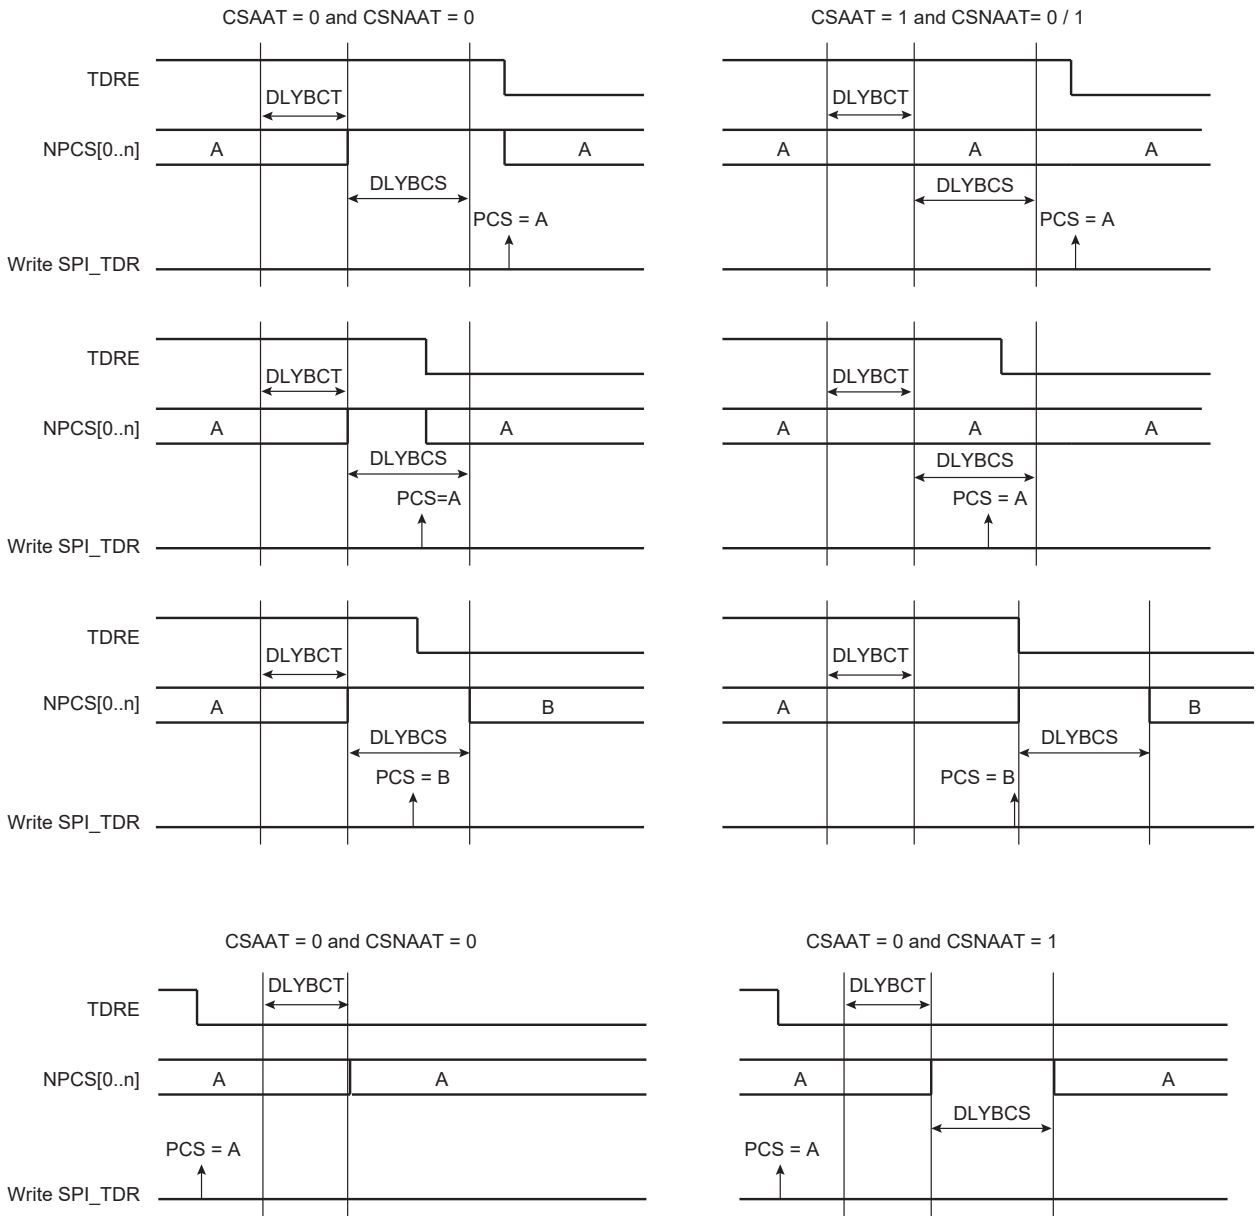 CSAAT = 0 and CSNAAT = 0
TDRE
DLYBCT
NPCS[0..n]
A
A
DLYBCS
PCS = A
Write SPI_TDR
TDRE
DLYBCT
NPCS[0..n]
A
A
DLYBCS
PCS=A
Write SPI_TDR
TDRE
DLYBCT
NPCS[0..n]
A
B
DLYBCS
PCS = B
Write SPI_TDR
CSAAT = 1 and CSNAAT= 0 / 1
DLYBCT
A
A
A
DLYBCS
PCS = A
DLYBCT
A
A
A
DLYBCS
PCS = A
DLYBCT
A
B
DLYBCS
PCS = B
CSAAT = 0 and CSNAAT = 0
TDRE
DLYBCT
NPCS[0..n]
A
A
PCS = A
Write SPI_TDR
CSAAT = 0 and CSNAAT = 1
DLYBCT
A
A
DLYBCS
PCS = A